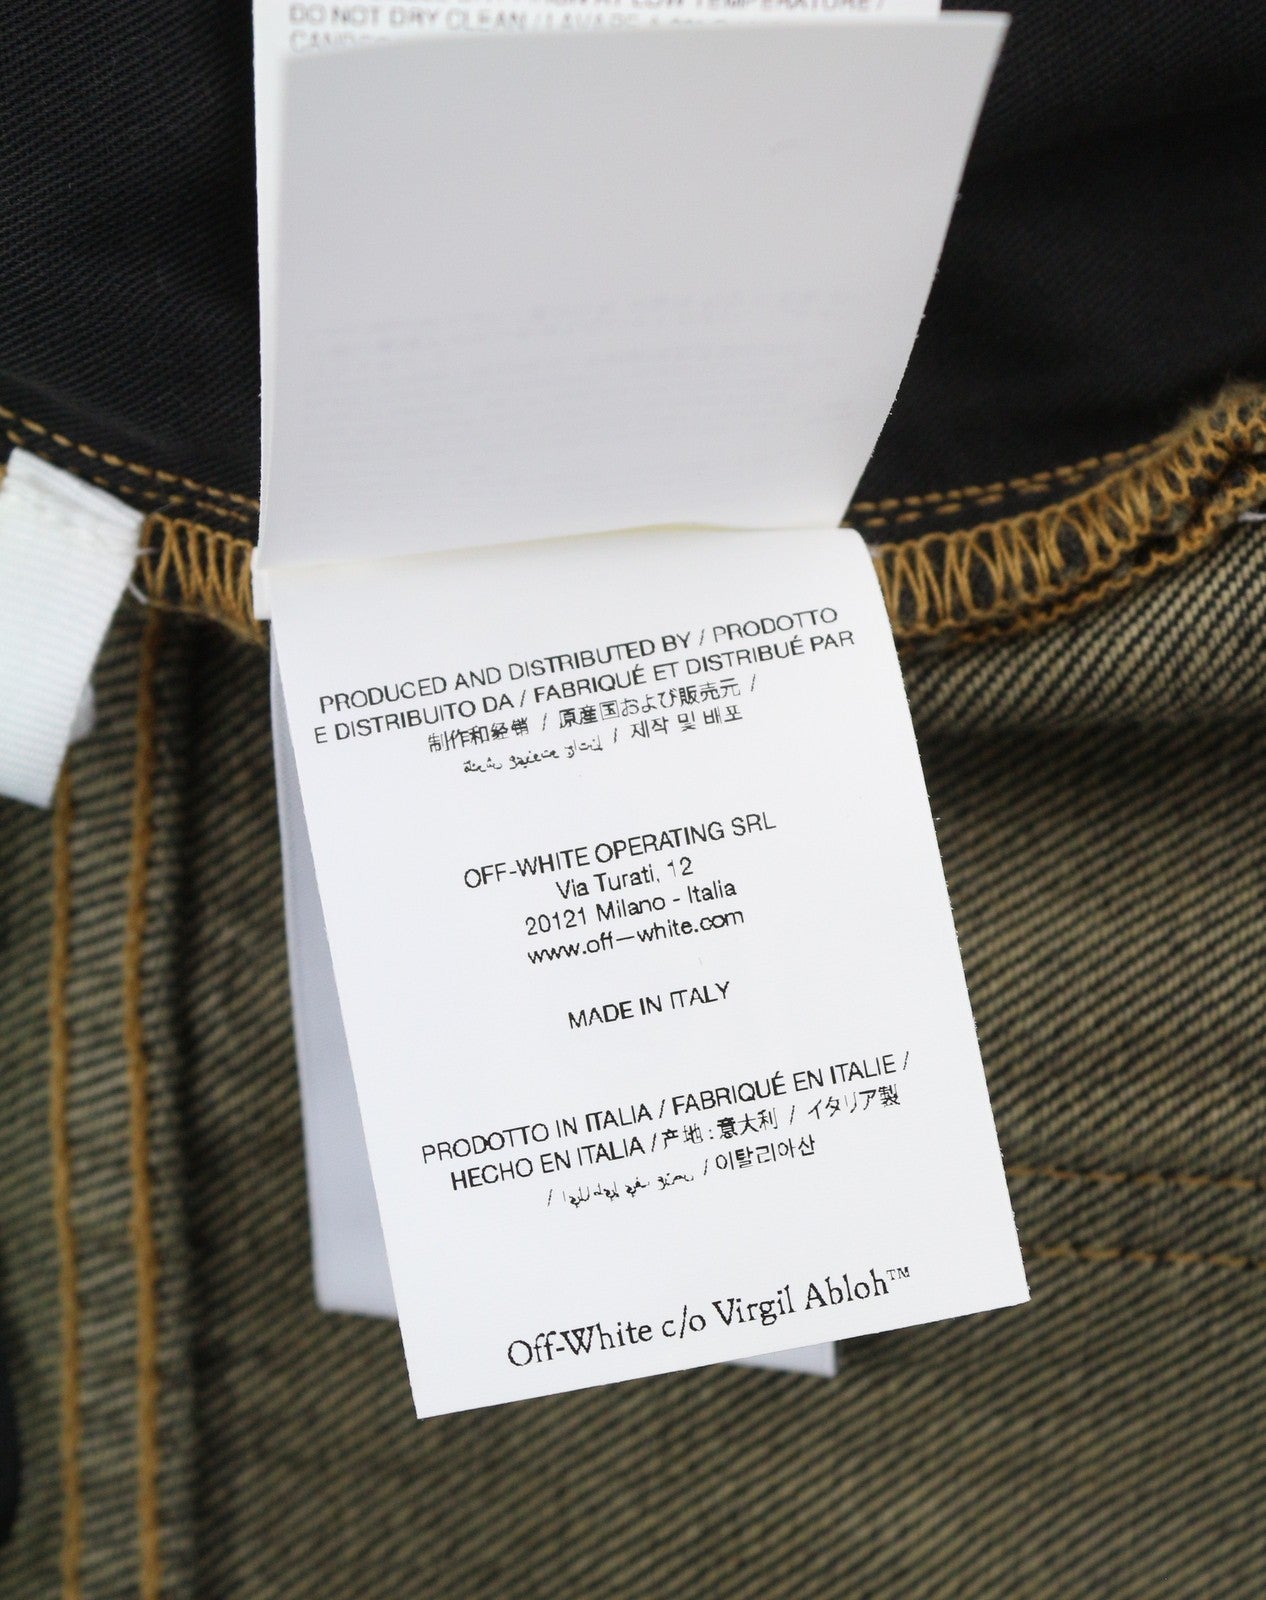 DO NOT DRY CLEAN / LAVARE A
PRODUCED AND DISTRIBUTED BY / PRODOTTO
E DISTRIBUITO DA / FABRIQUÉ ET DISTRIBUÉ PAR
制作和经销 / 原産国および販売元 /
/ 제작 및 배포
OFF-WHITE OPERATING SRL
Via Turati, 12
20121 Milano - Italia
www.off—white.com
MADE IN ITALY
PRODOTTO IN ITALIA / FABRIQUÉ EN ITALIE /
HECHO EN ITALIA / 产地 : 意大利 / イタリア製
/ / 이탈리아산
Off-White c/o Virgil Abloh™